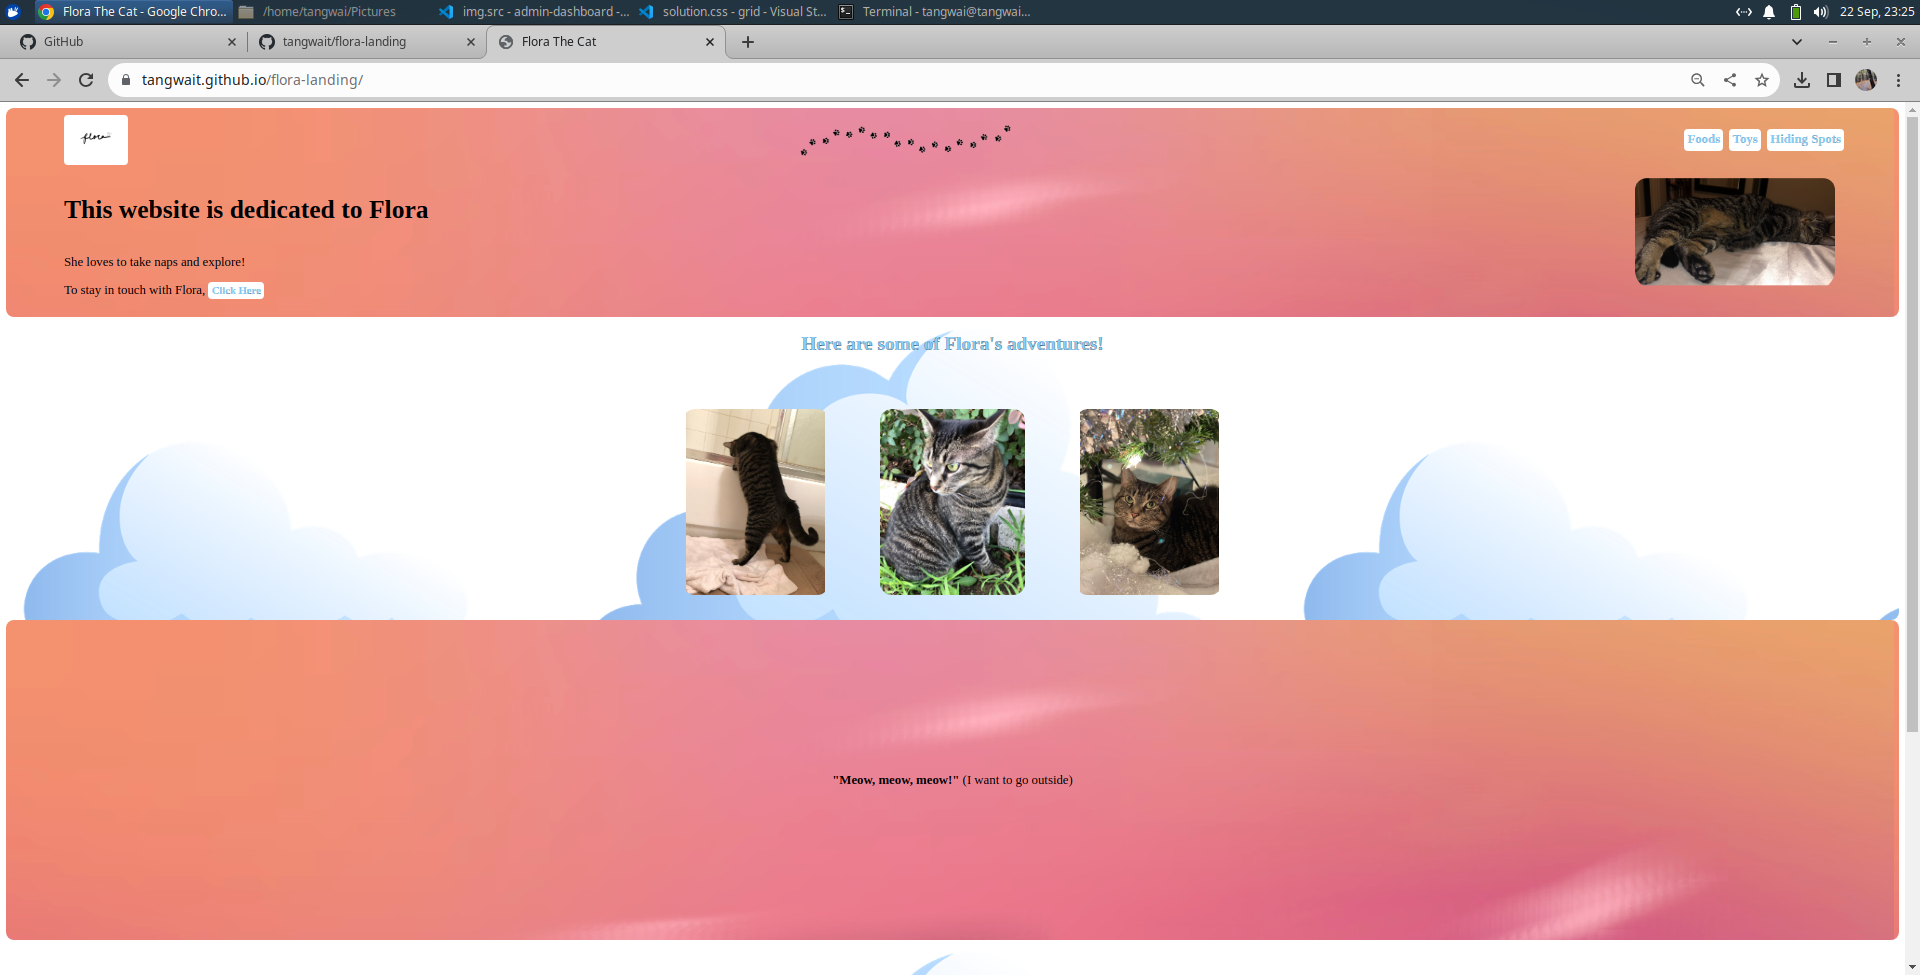 Flora The Cat - Google Chro...
/home/tangwai/Pictures
img.src - admin-dashboard -...
solution.css - grid - Visual St...
Terminal - tangwai@tangwai...
22 Sep, 23:25
GitHub
tangwait/flora-landing
Flora The Cat
tangwait.github.io/flora-landing/
flora
Foods
Toys
Hiding Spots
This website is dedicated to Flora
She loves to take naps and explore!
To stay in touch with Flora, Click Here
Here are some of Flora's adventures!
"Meow, meow, meow!" (I want to go outside)